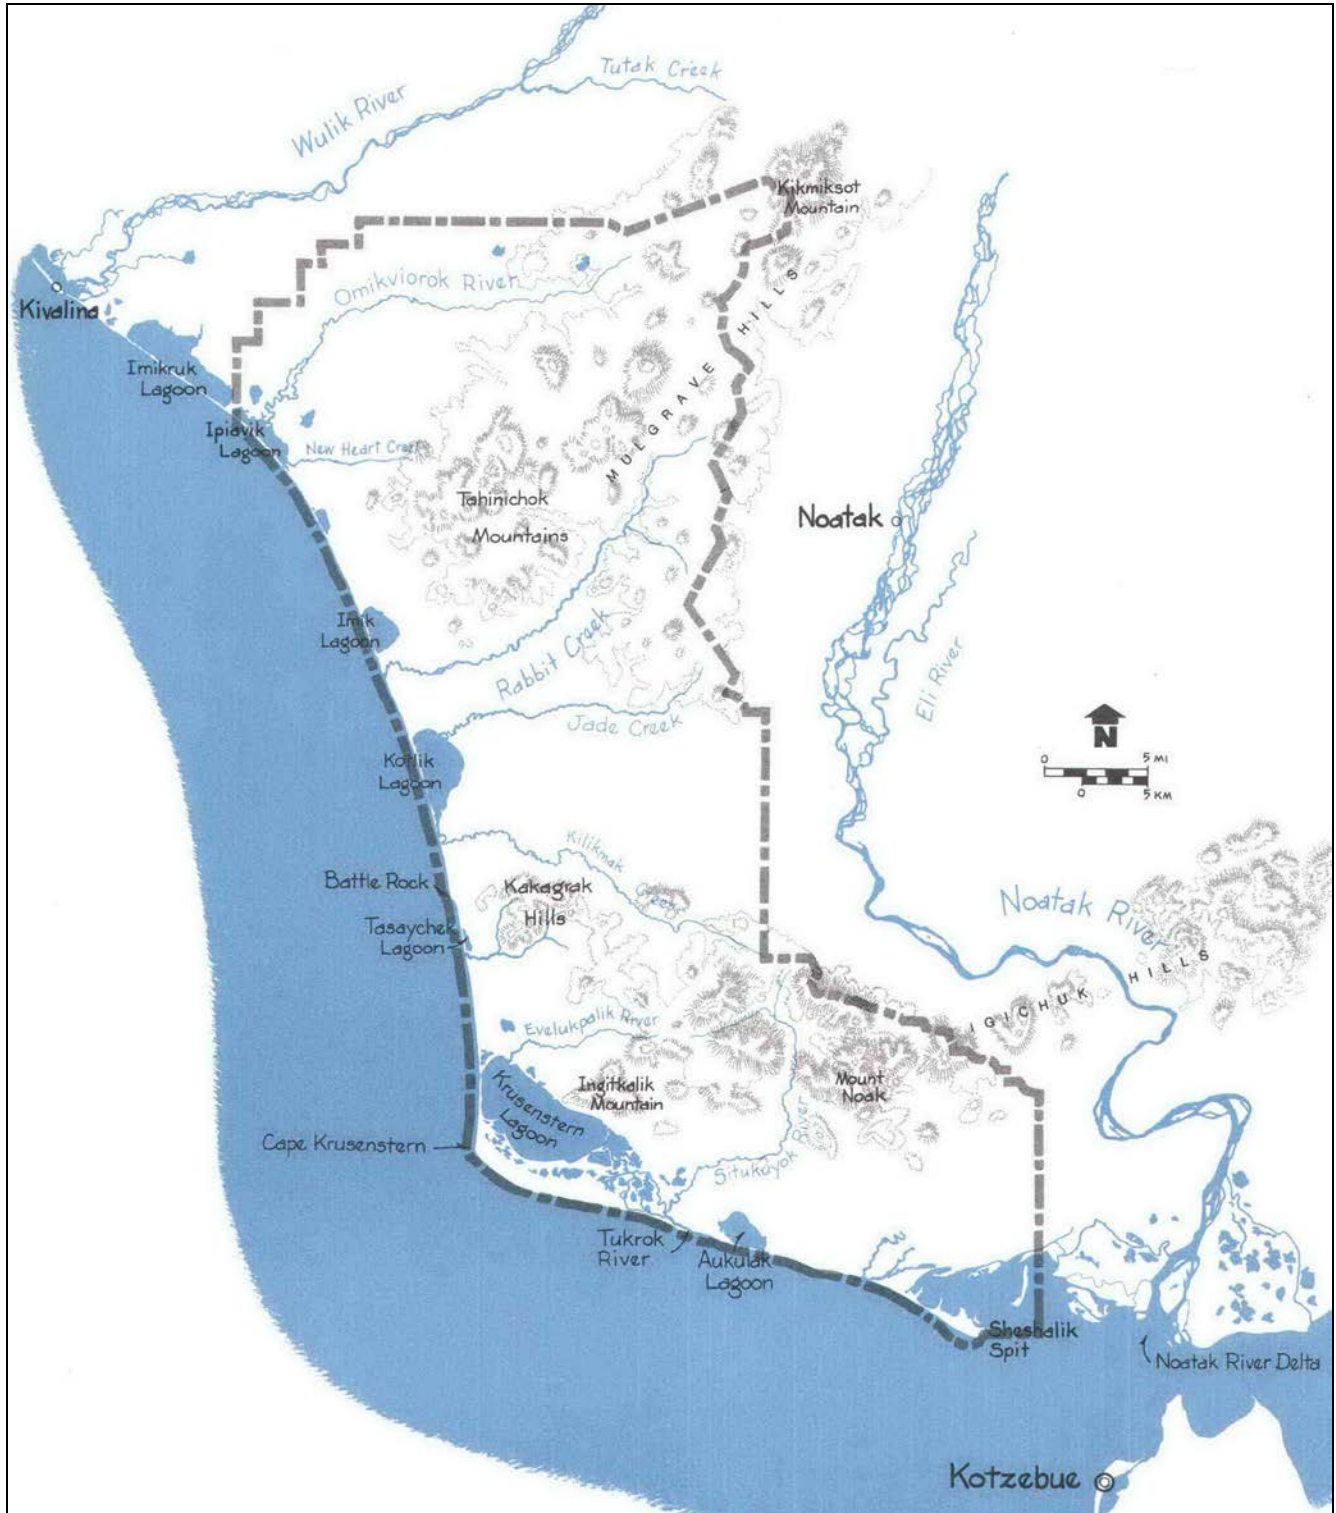 Tutak Creek
Wulik River
Kikmiksot
Mountain
Omikviorok River
Kivalina
MULGRAVE HILLS
Imikruk
Lagoon
Ipiavik
Lagoon
New Heart Creek
Tahinichok
Mountains
Noatak
Imik
Lagoon
Rabbit Creek
Eli River
Jade Creek
N
0 5 MI
0 5 KM
Kotlik
Lagoon
Kilikmak
Creek
Battle Rock
Kakagrak
Hills
Noatak River
Tasaychek
Lagoon
IGICHUK HILLS
Evelukpalik River
Krusenstern
Lagoon
Ingitkalik
Mountain
Mount
Noak
Cape Krusenstern
Situkuyok River
Tukrok
River
Aukulak
Lagoon
Sheshalik
Spit
Noatak River Delta
Kotzebue